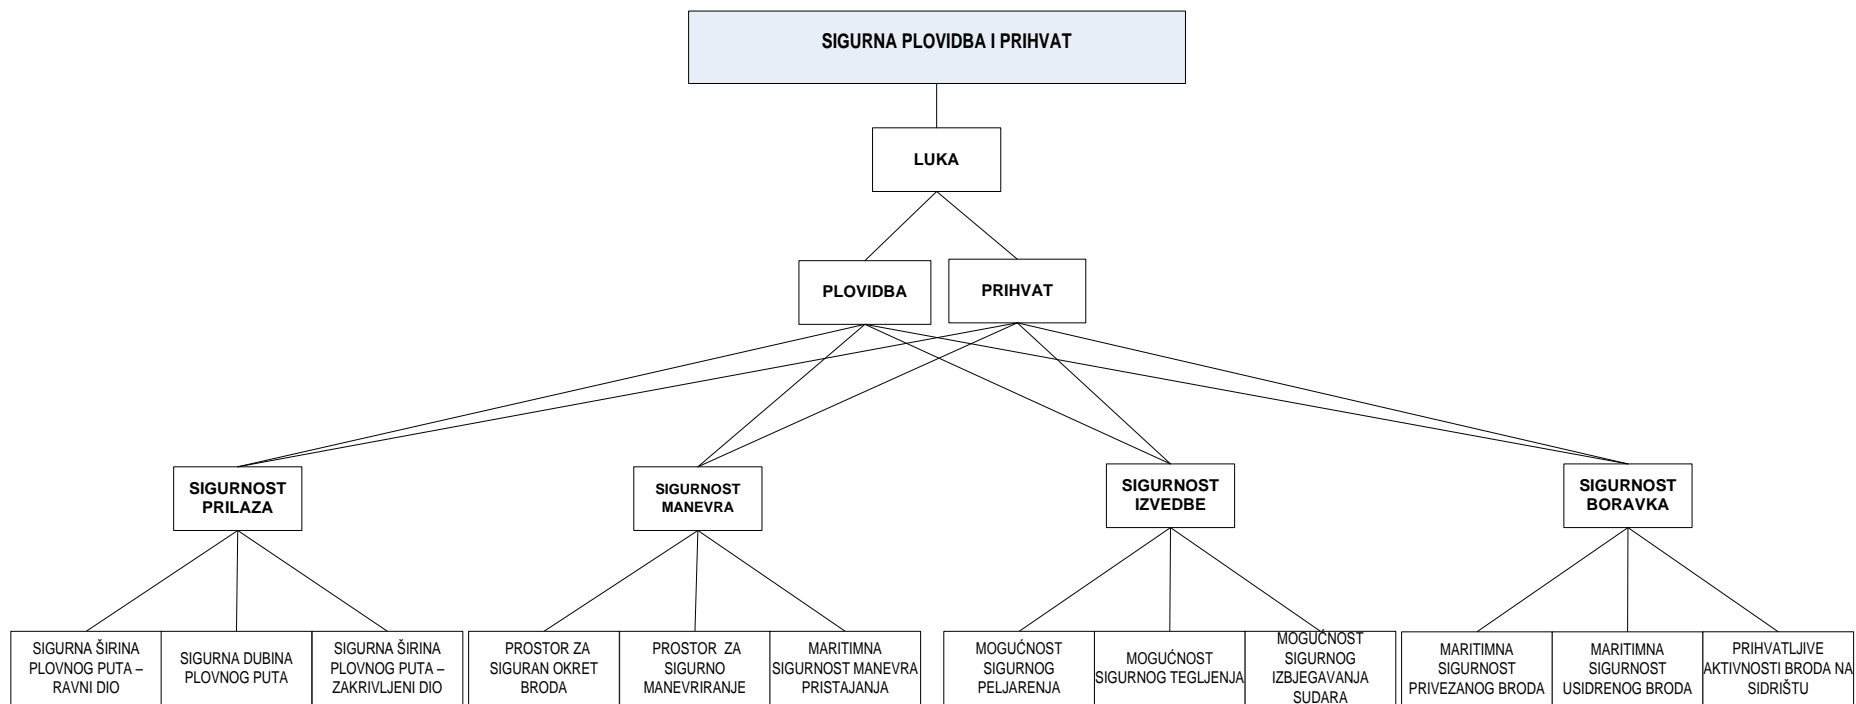 SIGURNA PLOVIDBA I PRIHVAT
LUKA
PLOVIDBA
PRIHVAT
SIGURNOST
PRILAZA
SIGURNOST
MANEVRA
SIGURNOST
IZVEDBE
SIGURNOST
BORAVKA
SIGURNA ŠIRINA
PLOVNOG PUTA –
RAVNI DIO
SIGURNA DUBINA
PLOVNOG PUTA
SIGURNA ŠIRINA
PLOVNOG PUTA –
ZAKRIVLJENI DIO
PROSTOR ZA
SIGURAN OKRET
BRODA
PROSTOR ZA
SIGURNO
MANEVRIRANJE
MARITIMNA
SIGURNOST MANEVRA
PRISTAJANJA
MOGUĆNOST
SIGURNOG
PELJARENJA
MOGUĆNOST
SIGURNOG TEGLJENJA
MOGUĆNOST
SIGURNOG
IZBJEGAVANJA
SUDARA
MARITIMNA
SIGURNOST
PRIVEZANOG BRODA
MARITIMNA
SIGURNOST
USIDRENOG BRODA
PRIHVATLJIVE
AKTIVNOSTI BRODA NA
SIDRIŠTU